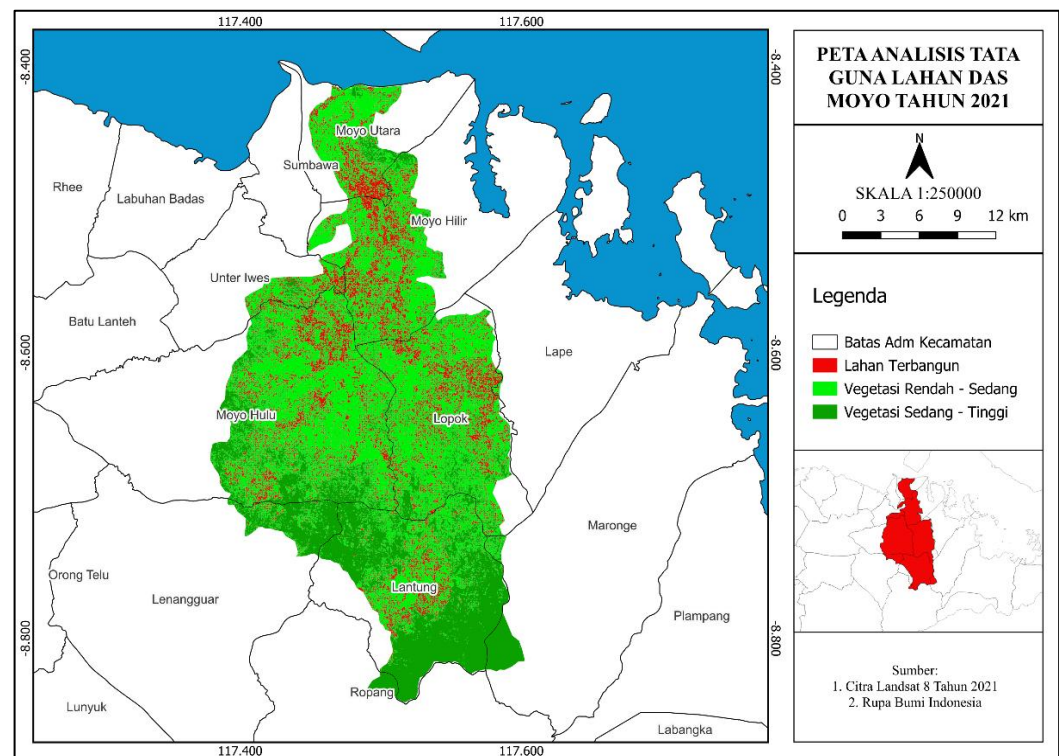 117.400
117.600
-8.400
-8.400
Rhee
Labuhan Badas
Sumbawa
Moyo Utara
Moyo Hilir
Unter Iwes
Batu Lanteh
-8.600
-8.600
Lape
Moyo Hulu
Lopok
Maronge
Orong Telu
Lenangguar
Lantung
Plampang
-8.800
-8.800
Ropang
Lunyuk
Labangka
117.400
117.600
PETA ANALISIS TATA
GUNA LAHAN DAS
MOYO TAHUN 2021
N
SKALA 1:250000
0 3 6 9 12 km
Legenda
Batas Adm Kecamatan
Lahan Terbangun
Vegetasi Rendah - Sedang
Vegetasi Sedang - Tinggi
Sumber:
1. Citra Landsat 8 Tahun 2021
2. Rupa Bumi Indonesia